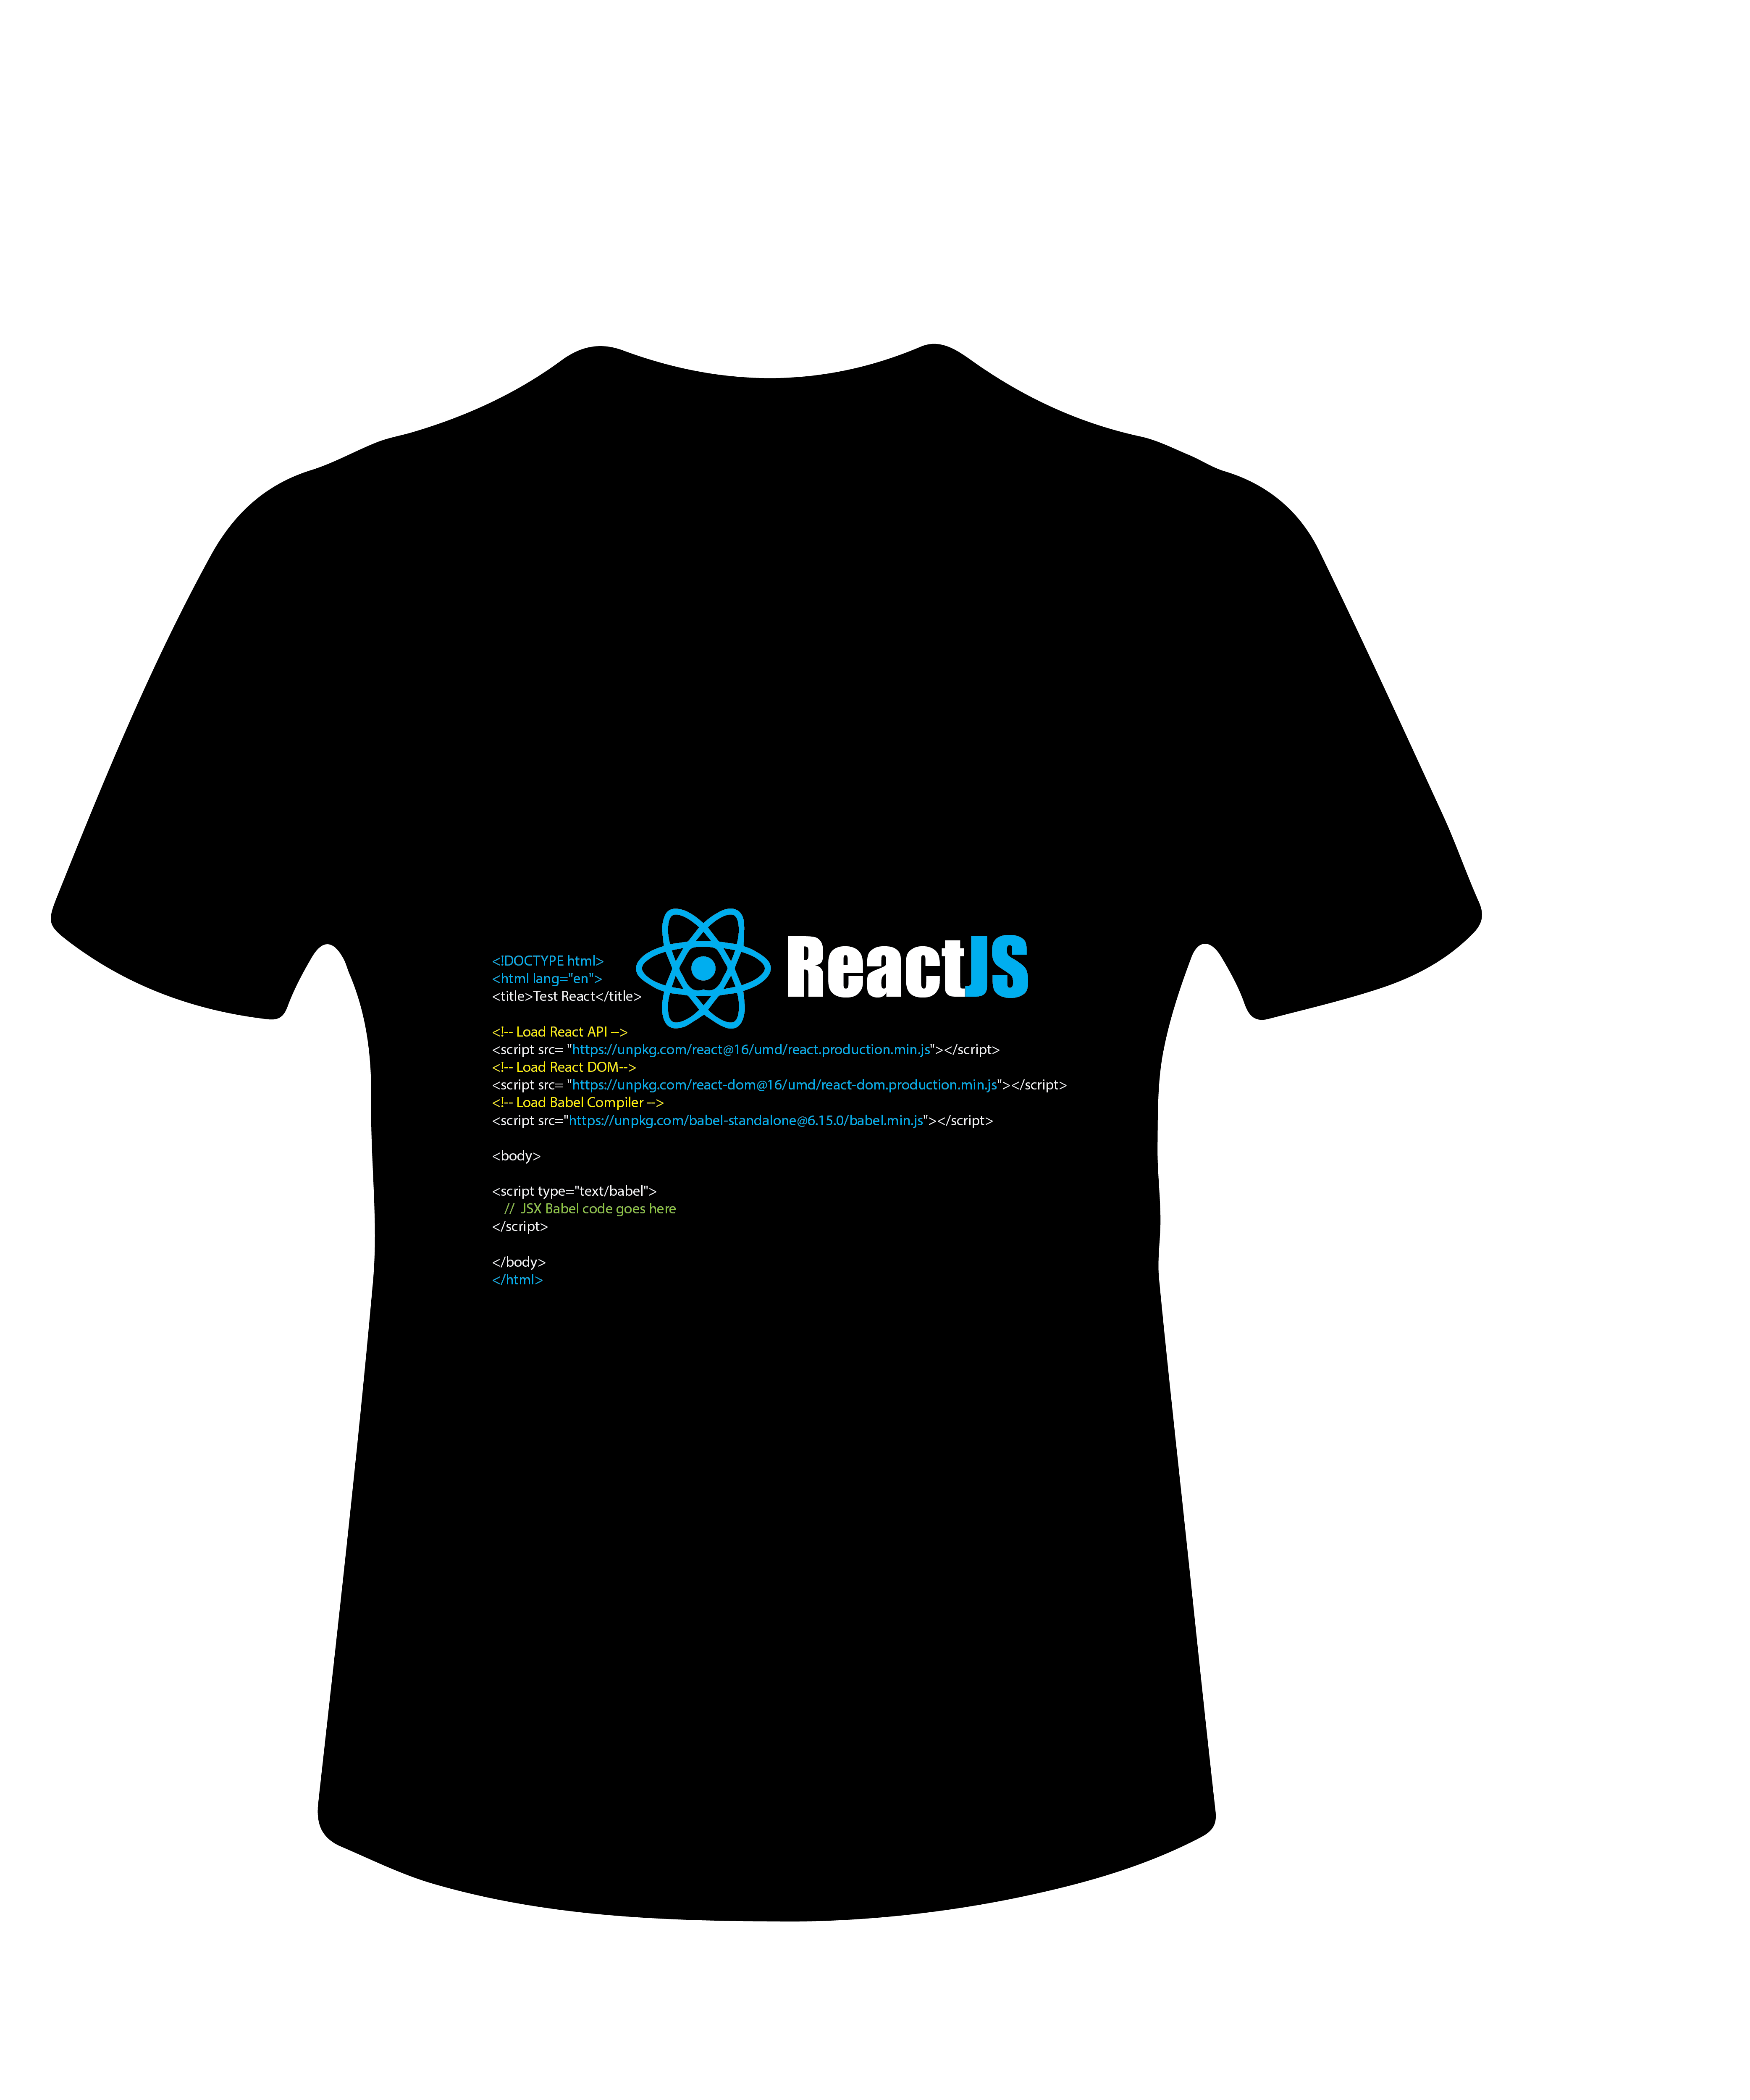 ReactJS
<!DOCTYPE html>
<html lang="en">
<title>Test React</title>
<!-- Load React API -->
<script src= "https://unpkg.com/react@16/umd/react.production.min.js"></script>
<!-- Load React DOM-->
<script src= "https://unpkg.com/react-dom@16/umd/react-dom.production.min.js"></script>
<!-- Load Babel Compiler -->
<script src="https://unpkg.com/babel-standalone@6.15.0/babel.min.js"></script>
<body>
<script type="text/babel">
//  JSX Babel code goes here
</script>
</body>
</html>